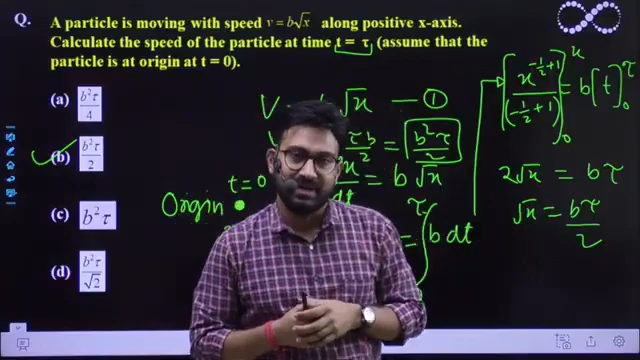 Q. A particle is moving with speed v = b√x along positive x-axis.
Calculate the speed of the particle at time t = τ (assume that the
particle is at origin at t = 0).
(a) b²τ/4
(b) b²τ/2
(c) b²τ
(d) b²τ/√2
√x — ①
τb/2 = b²τ/2
dt = b√x
t=0
Origin
τ
= ∫ b dt
[x^(-1/2+1)/(-1/2+1)]₀ˣ = b[t]₀^τ
2√x = bτ
√x = bτ/2